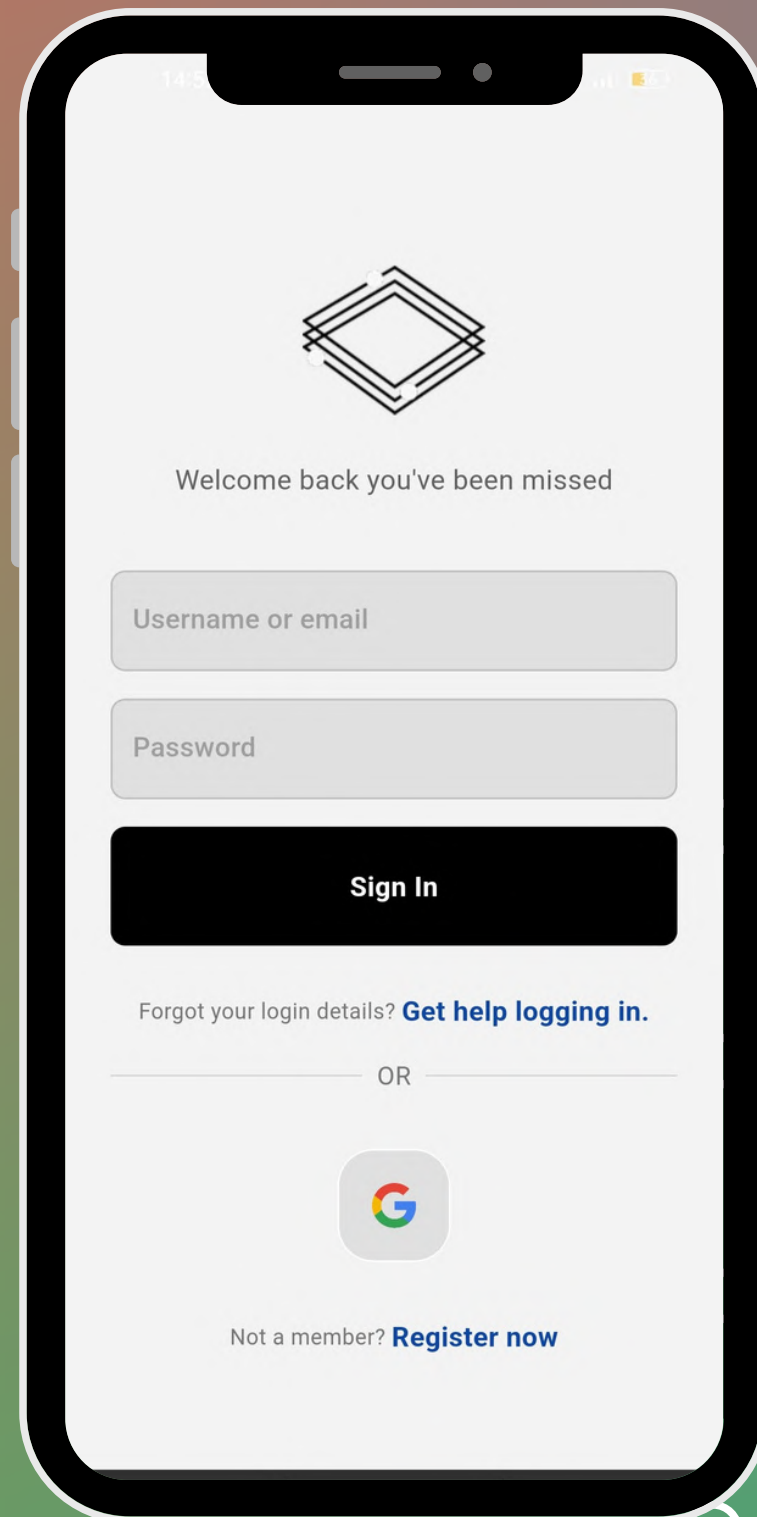 Welcome back you've been missed
Username or email
Password
Sign In
Forgot your login details? Get help logging in.
OR
Not a member? Register now